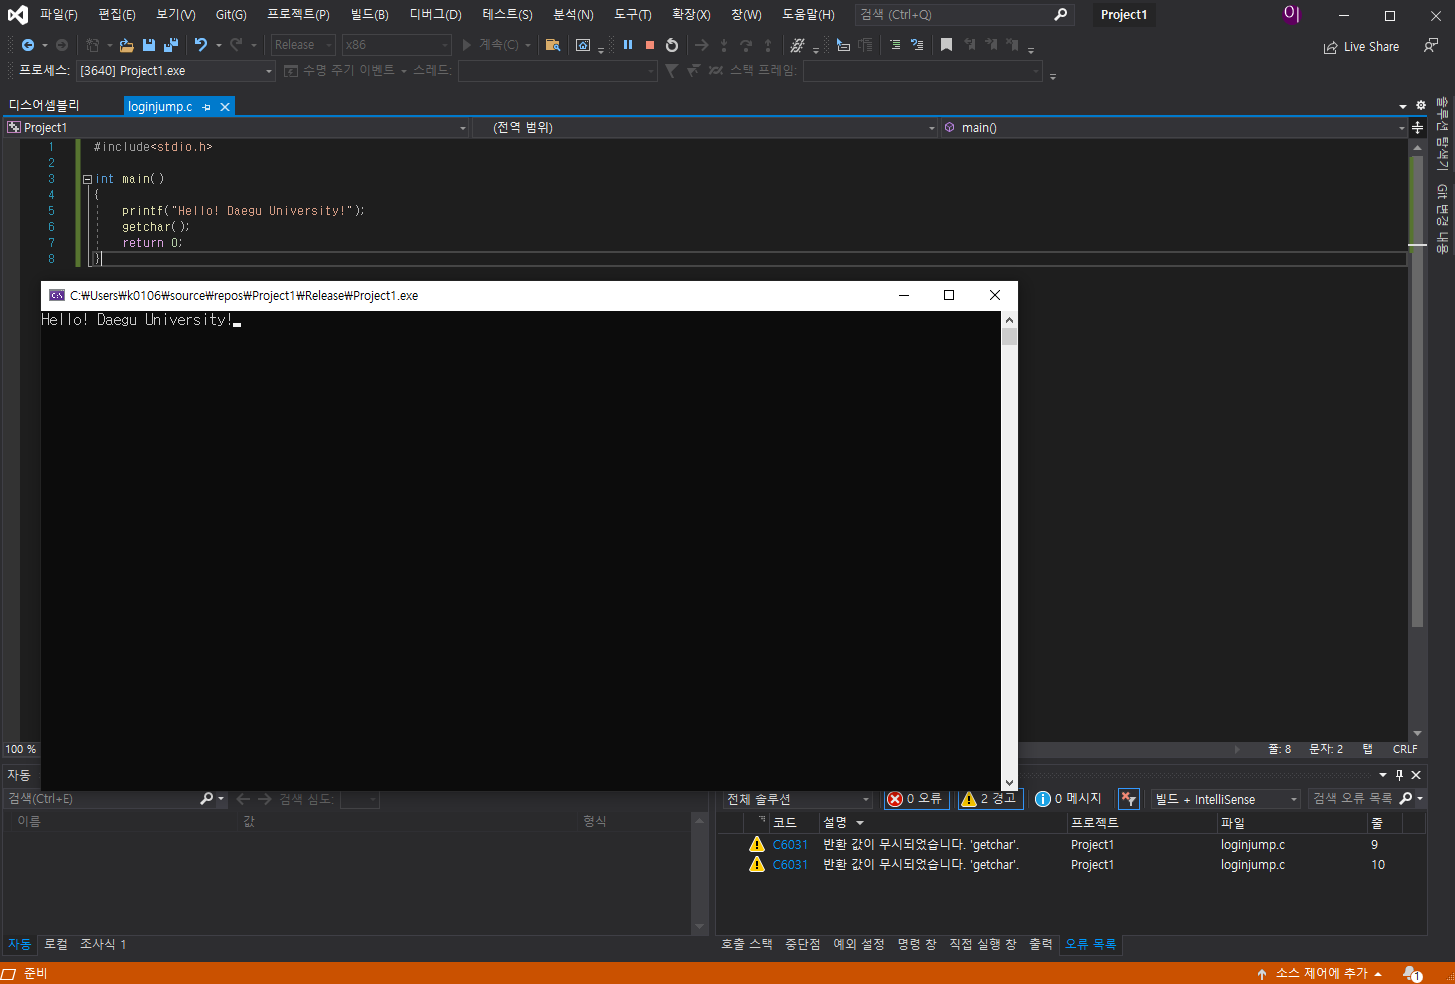 파일(F) 편집(E) 보기(V) Git(G) 프로젝트(P) 빌드(B) 디버그(D) 테스트(S) 분석(N) 도구(T) 확장(X) 창(W) 도움말(H) 검색 (Ctrl+Q) Project1 이
Release x86 계속(C) Live Share
프로세스: [3640] Project1.exe 수명 주기 이벤트 스레드: 스택 프레임:
디스어셈블리 loginjump.c
Project1 (전역 범위) main()
1 #include<stdio.h>
2
3 int main()
4 {
5 printf("Hello! Daegu University!");
6 getchar();
7 return 0;
8 }
솔루션 탐색기
Git 변경 내용
C:\Users\k0106\source\repos\Project1\Release\Project1.exe
Hello! Daegu University!
100 % 줄: 8 문자: 2 탭 CRLF
자동
검색(Ctrl+E) 검색 심도:
이름 값 형식
전체 솔루션 0 오류 2 경고 0 메시지 빌드 + IntelliSense 검색 오류 목록
코드 설명 프로젝트 파일 줄
C6031 반환 값이 무시되었습니다. 'getchar'. Project1 loginjump.c 9
C6031 반환 값이 무시되었습니다. 'getchar'. Project1 loginjump.c 10
자동 로컬 조사식 1
호출 스택 중단점 예외 설정 명령 창 직접 실행 창 출력 오류 목록
준비 소스 제어에 추가 1